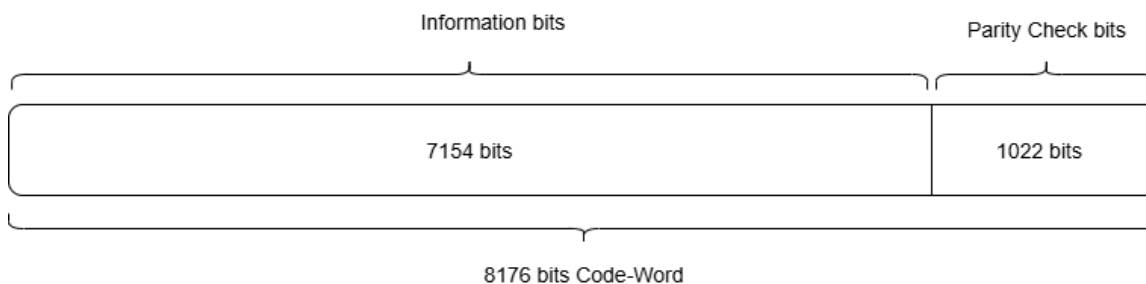 Information bits
Parity Check bits
7154 bits
1022 bits
8176 bits Code-Word